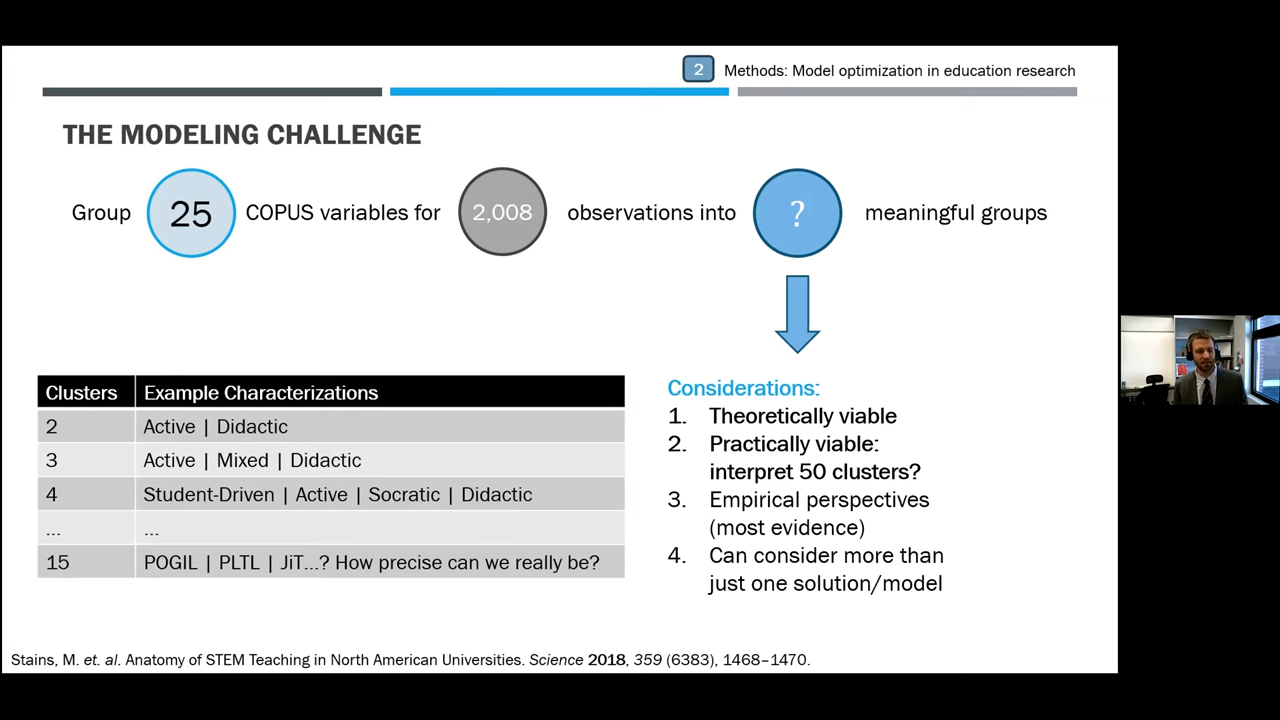 2 Methods: Model optimization in education research
THE MODELING CHALLENGE
Group 25 COPUS variables for 2,008 observations into ? meaningful groups
Clusters Example Characterizations
2 Active | Didactic
3 Active | Mixed | Didactic
4 Student-Driven | Active | Socratic | Didactic
... ...
15 POGIL | PLTL | JiT...? How precise can we really be?
Considerations:
1. Theoretically viable
2. Practically viable:
interpret 50 clusters?
3. Empirical perspectives
(most evidence)
4. Can consider more than
just one solution/model
Stains, M. et. al. Anatomy of STEM Teaching in North American Universities. Science 2018, 359 (6383), 1468–1470.